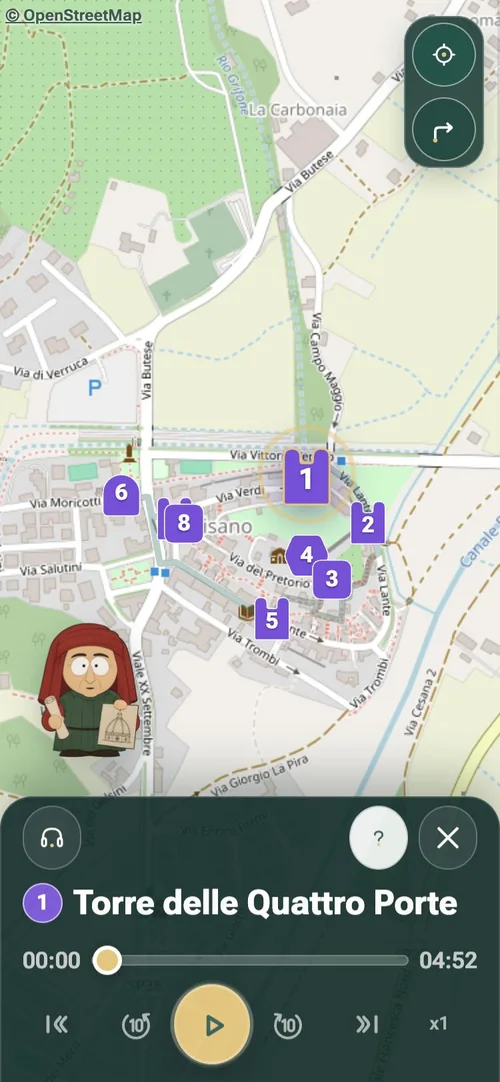 © OpenStreetMap
Rio Grifone
La Carbonaia
Via Butese
Via Campo Maggio
Via di Verruca
Via Butese
P
1
Via Verdi
6
Via Moricotti
8
2
isano
4
Via del Pretorio
3
Via Salutini
Via Lante
5
Via Trombi
Via Trombi
Viale XX Settembre
Via Cesana 2
Canale
Via Giorgio La Pira
?
1 Torre delle Quattro Porte
00:00
04:52
10
10
x1